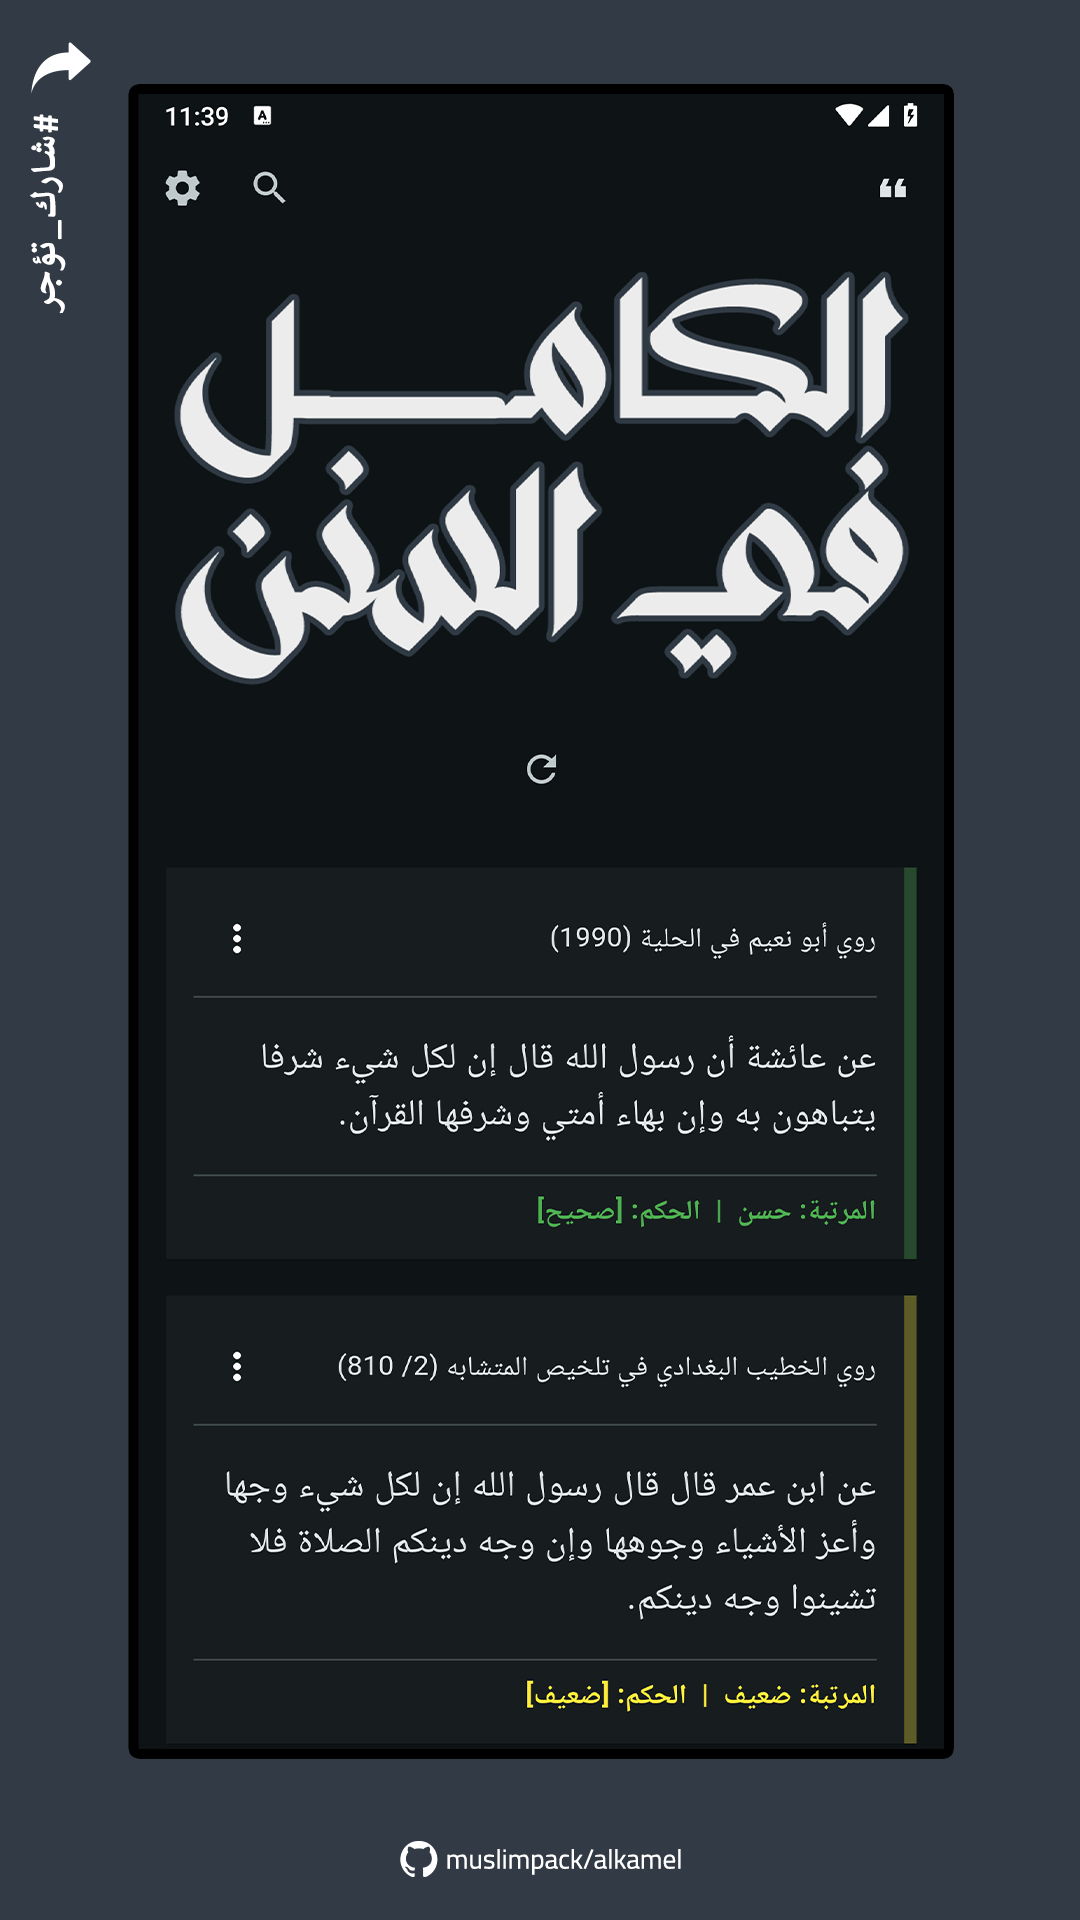 #شارك_تؤجر
11:39
A
الكامل
في السنن
روي أبو نعيم في الحلية (1990)
عن عائشة أن رسول الله قال إن لكل شيء شرفا
يتباهون به وإن بهاء أمتي وشرفها القرآن.
المرتبة: حسن | الحكم: [صحيح]
روي الخطيب البغدادي في تلخيص المتشابه (2/ 810)
عن ابن عمر قال قال رسول الله إن لكل شيء وجها
وأعز الأشياء وجوهها وإن وجه دينكم الصلاة فلا
تشينوا وجه دينكم.
المرتبة: ضعيف | الحكم: [ضعيف]
muslimpack/alkamel